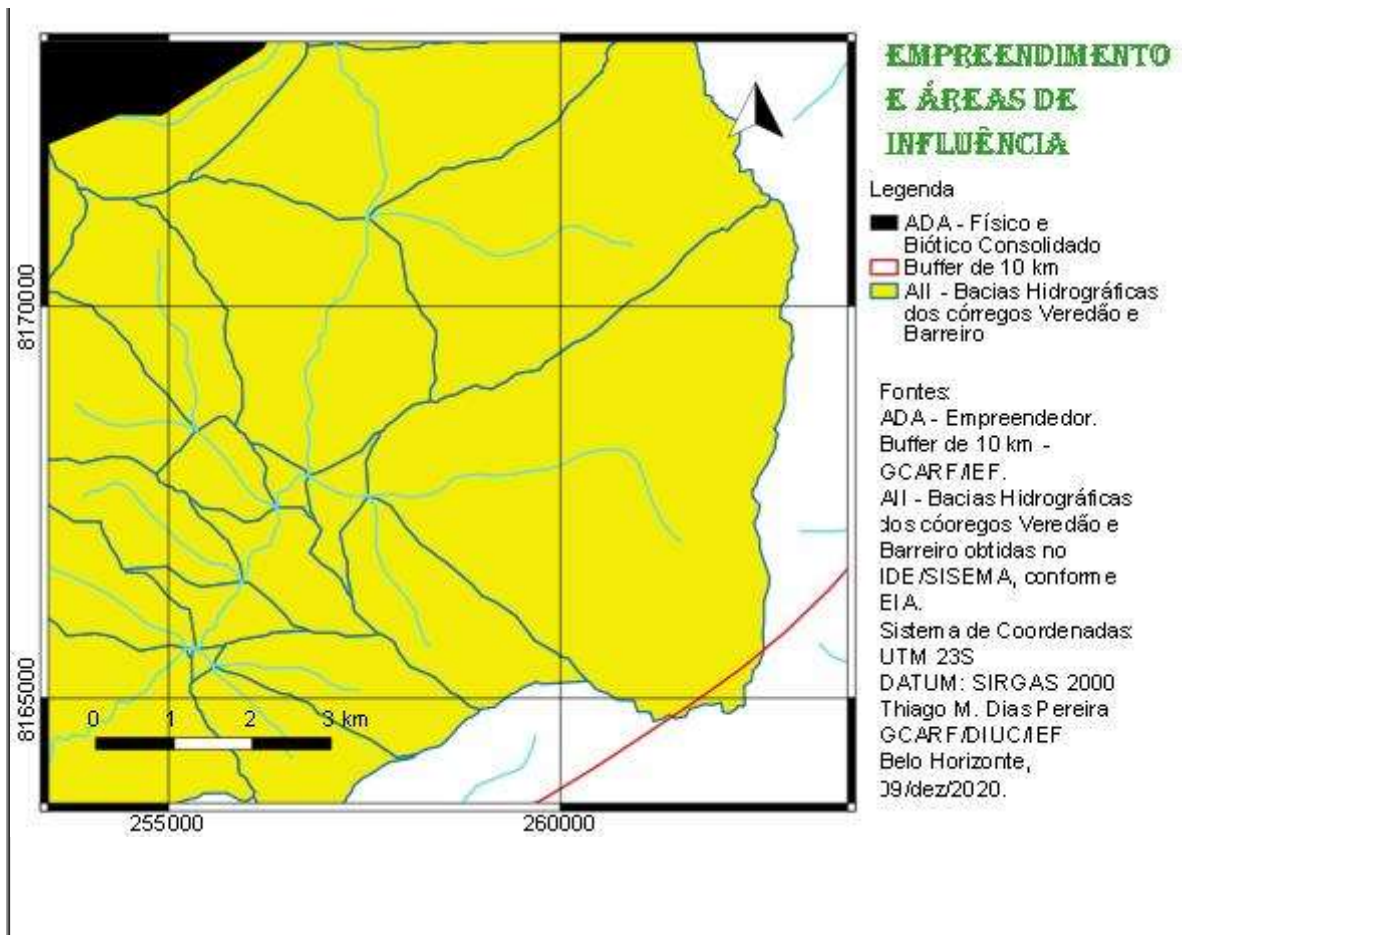 EMPREENDIMENTO
E ÁREAS DE
INFLUÊNCIA
Legenda
ADA - Físico e
Biótico Consolidado
Buffer de 10 km
AII - Bacias Hidrográficas
dos córregos Veredão e
Barreiro
Fontes:
ADA - Empreendedor.
Buffer de 10 km -
GCARF/IEF.
AII - Bacias Hidrográficas
dos cóoregos Veredão e
Barreiro obtidas no
IDE/SISEMA, conforme
EIA.
Sistema de Coordenadas:
UTM 23S
DATUM: SIRGAS 2000
Thiago M. Dias Pereira
GCARF/DIUC/IEF
Belo Horizonte,
09/dez/2020.
8170000
8165000
0 1 2 3 km
255000 260000